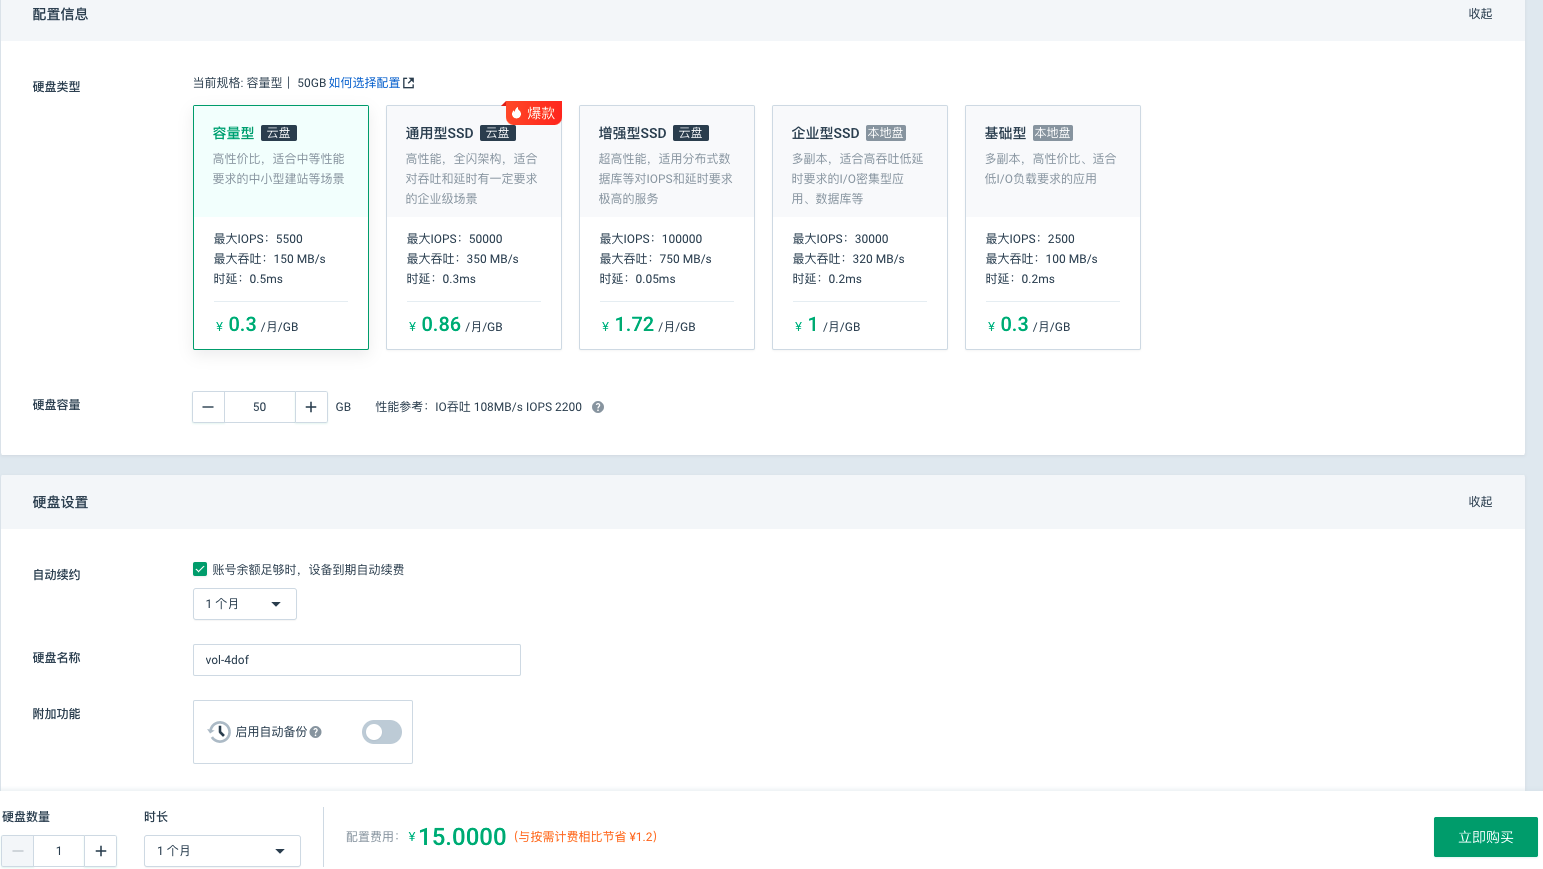 配置信息
收起
硬盘类型
当前规格: 容量型｜ 50GB 如何选择配置
容量型 云盘
高性价比，适合中等性能
要求的中小型建站等场景
最大IOPS：5500
最大吞吐：150 MB/s
时延：0.5ms
¥ 0.3 /月/GB
爆款
通用型SSD 云盘
高性能，全闪架构，适合
对吞吐和延时有一定要求
的企业级场景
最大IOPS：50000
最大吞吐：350 MB/s
时延：0.3ms
¥ 0.86 /月/GB
增强型SSD 云盘
超高性能，适用分布式数
据库等对IOPS和延时要求
极高的服务
最大IOPS：100000
最大吞吐：750 MB/s
时延：0.05ms
¥ 1.72 /月/GB
企业型SSD 本地盘
多副本，适合高吞吐低延
时要求的I/O密集型应
用、数据库等
最大IOPS：30000
最大吞吐：320 MB/s
时延：0.2ms
¥ 1 /月/GB
基础型 本地盘
多副本，高性价比、适合
低I/O负载要求的应用
最大IOPS：2500
最大吞吐：100 MB/s
时延：0.2ms
¥ 0.3 /月/GB
硬盘容量
50
GB
性能参考：IO吞吐 108MB/s IOPS 2200
硬盘设置
收起
自动续约
账号余额足够时，设备到期自动续费
1 个月
硬盘名称
vol-4dof
附加功能
启用自动备份
硬盘数量
1
时长
1 个月
配置费用：¥15.0000 (与按需计费相比节省 ¥1.2)
立即购买